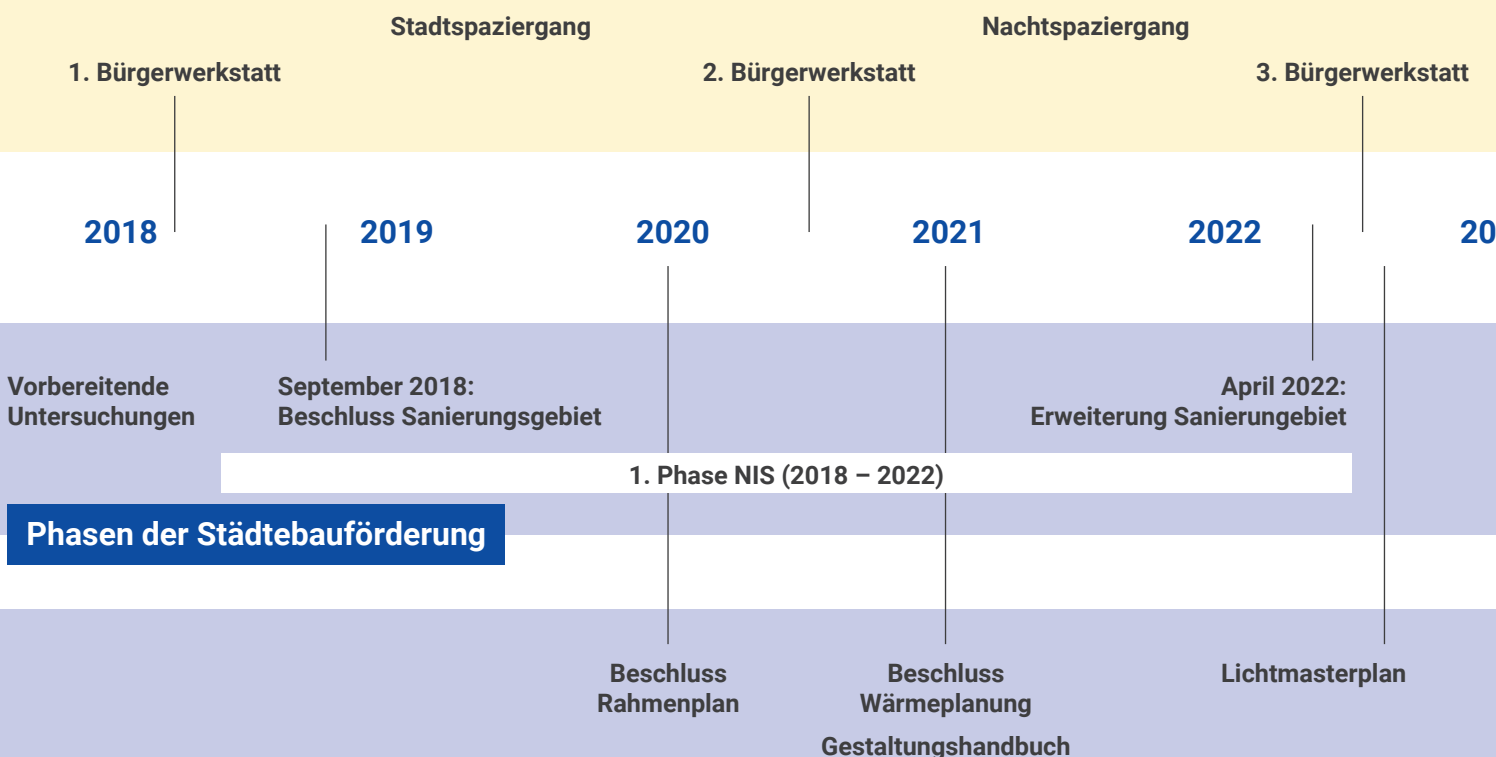 Stadtspaziergang
Nachtspaziergang
1. Bürgerwerkstatt
2. Bürgerwerkstatt
3. Bürgerwerkstatt
2018
2019
2020
2021
2022
20
Vorbereitende
Untersuchungen
September 2018:
Beschluss Sanierungsgebiet
April 2022:
Erweiterung Sanierungebiet
1. Phase NIS (2018 – 2022)
Phasen der Städtebauförderung
Beschluss
Rahmenplan
Beschluss
Wärmeplanung
Gestaltungshandbuch
Lichtmasterplan